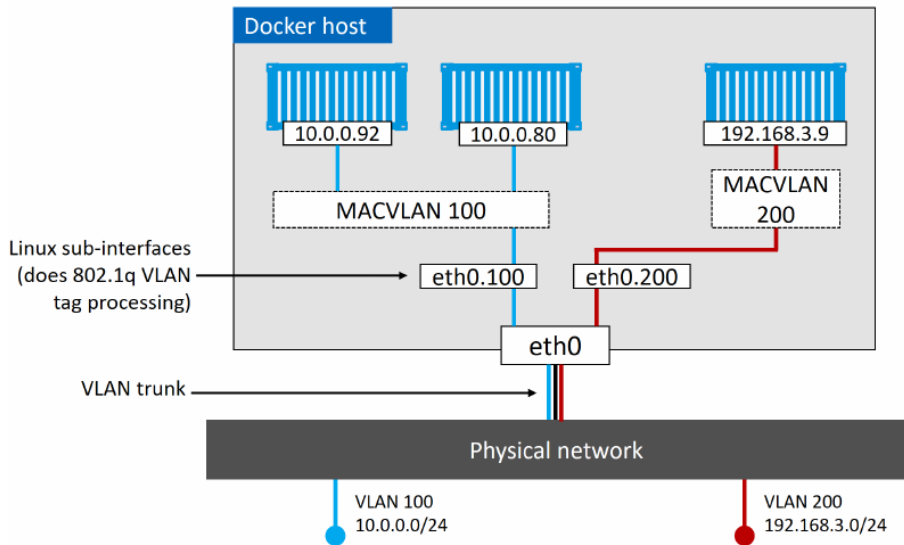 Docker host
10.0.0.92
10.0.0.80
192.168.3.9
MACVLAN 100
MACVLAN
200
Linux sub-interfaces
(does 802.1q VLAN
tag processing)
eth0.100
eth0.200
eth0
VLAN trunk
Physical network
VLAN 100
10.0.0.0/24
VLAN 200
192.168.3.0/24